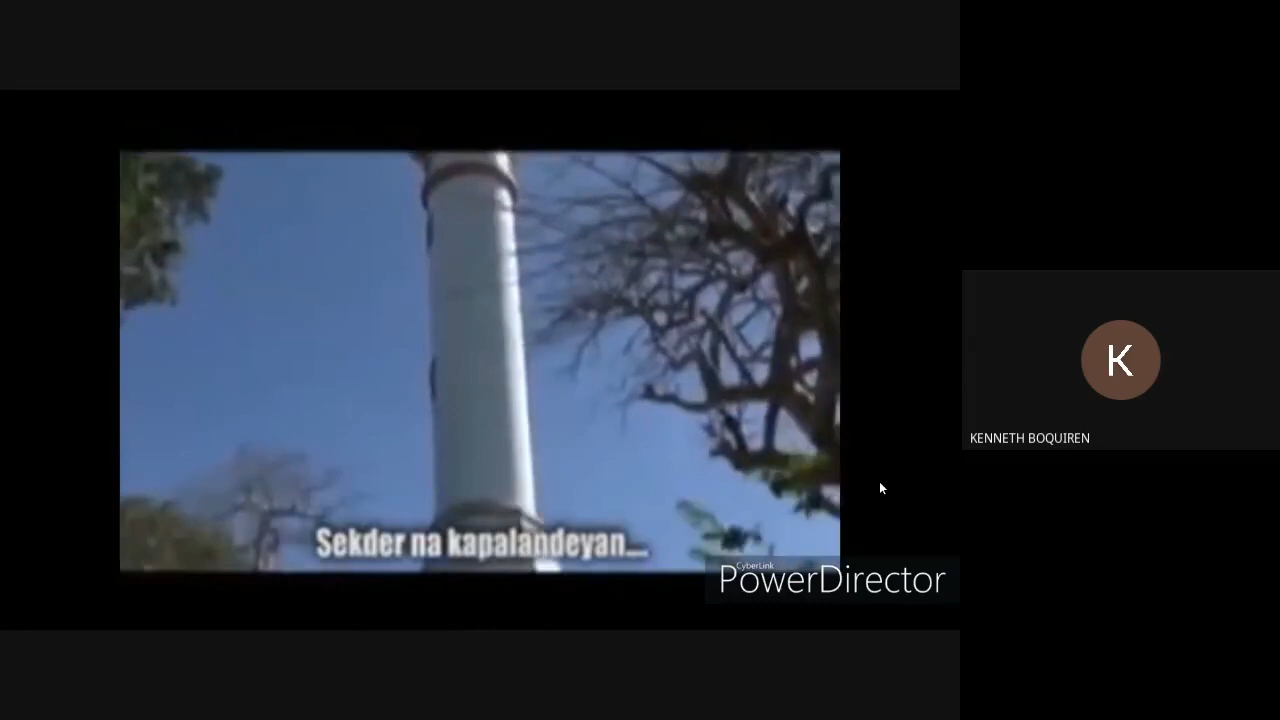 Sekder na kapalandeyan....
CyberLink
PowerDirector
K
KENNETH BOQUIREN